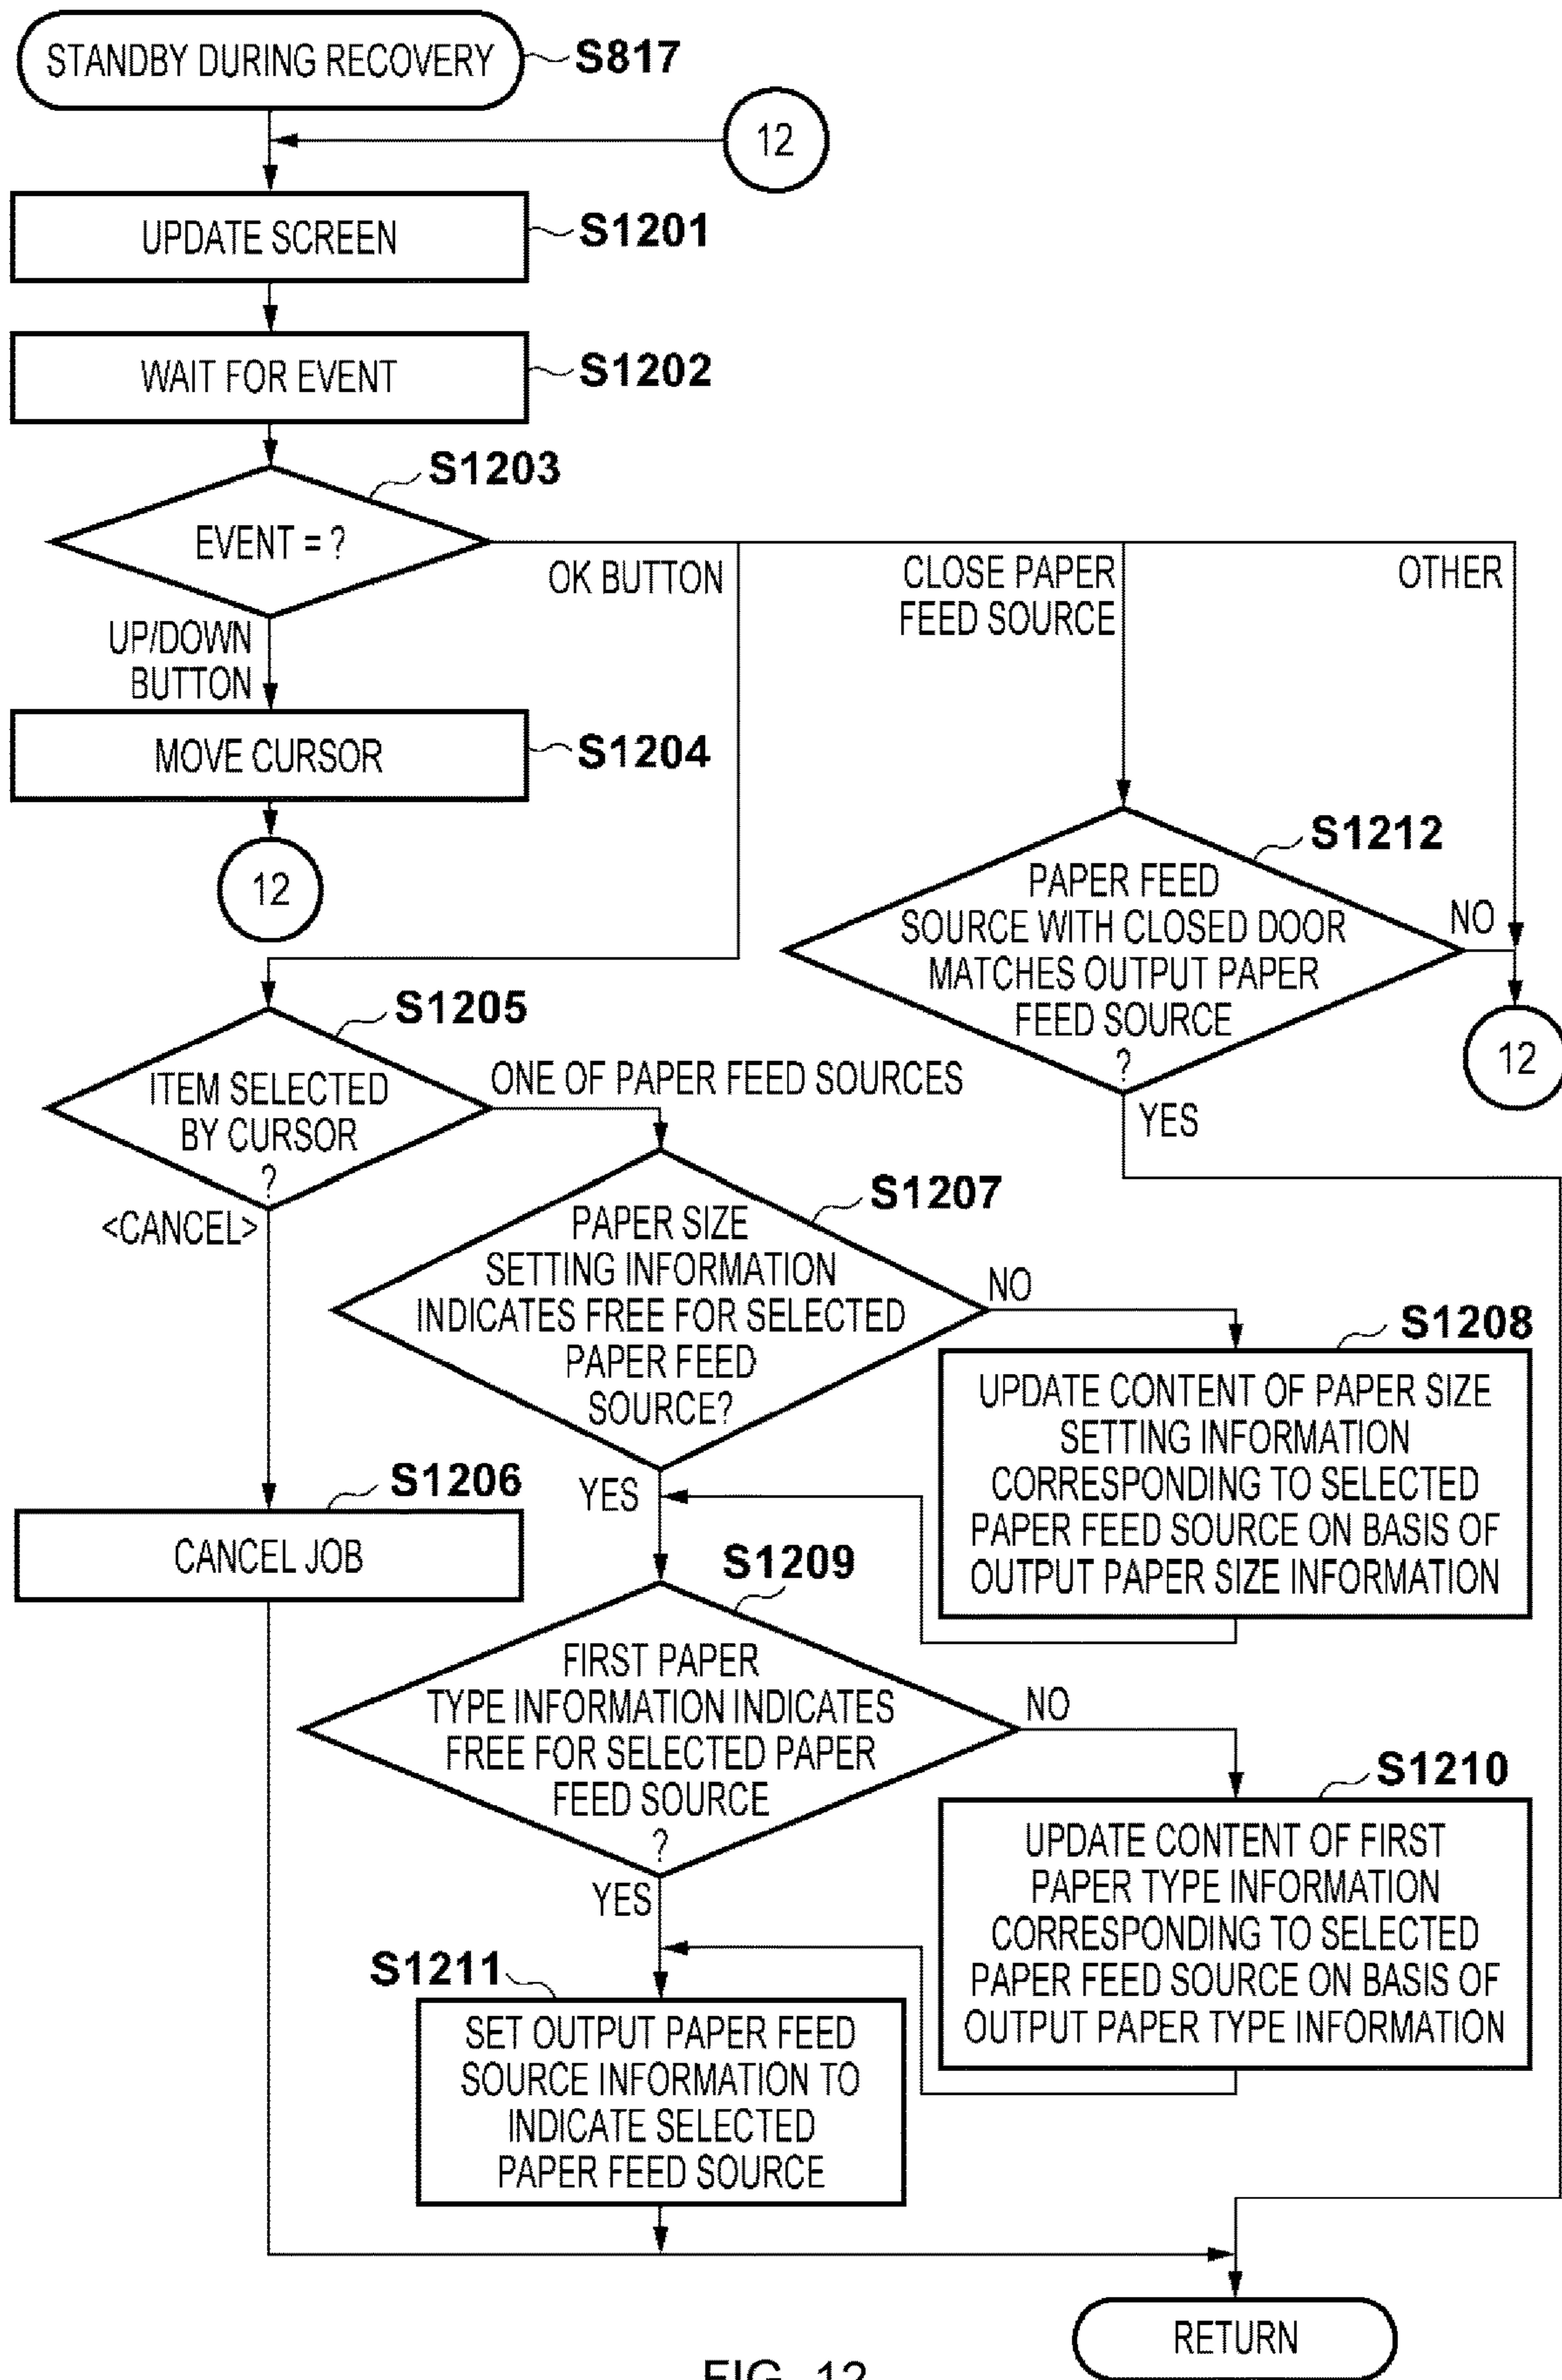 STANDBY DURING RECOVERY
S817
12
UPDATE SCREEN
S1201
WAIT FOR EVENT
S1202
S1203
EVENT = ?
OK BUTTON
CLOSE PAPER
FEED SOURCE
OTHER
UP/DOWN
BUTTON
MOVE CURSOR
S1204
12
S1212
PAPER FEED
SOURCE WITH CLOSED DOOR
MATCHES OUTPUT PAPER
FEED SOURCE
?
NO
12
YES
S1205
ITEM SELECTED
BY CURSOR
?
ONE OF PAPER FEED SOURCES
<CANCEL>
S1207
PAPER SIZE
SETTING INFORMATION
INDICATES FREE FOR SELECTED
PAPER FEED
SOURCE?
NO
YES
S1208
UPDATE CONTENT OF PAPER SIZE
SETTING INFORMATION
CORRESPONDING TO SELECTED
PAPER FEED SOURCE ON BASIS OF
OUTPUT PAPER SIZE INFORMATION
S1206
CANCEL JOB
S1209
FIRST PAPER
TYPE INFORMATION INDICATES
FREE FOR SELECTED PAPER
FEED SOURCE
?
NO
YES
S1210
UPDATE CONTENT OF FIRST
PAPER TYPE INFORMATION
CORRESPONDING TO SELECTED
PAPER FEED SOURCE ON BASIS OF
OUTPUT PAPER TYPE INFORMATION
S1211
SET OUTPUT PAPER FEED
SOURCE INFORMATION TO
INDICATE SELECTED
PAPER FEED SOURCE
RETURN
FIG. 12